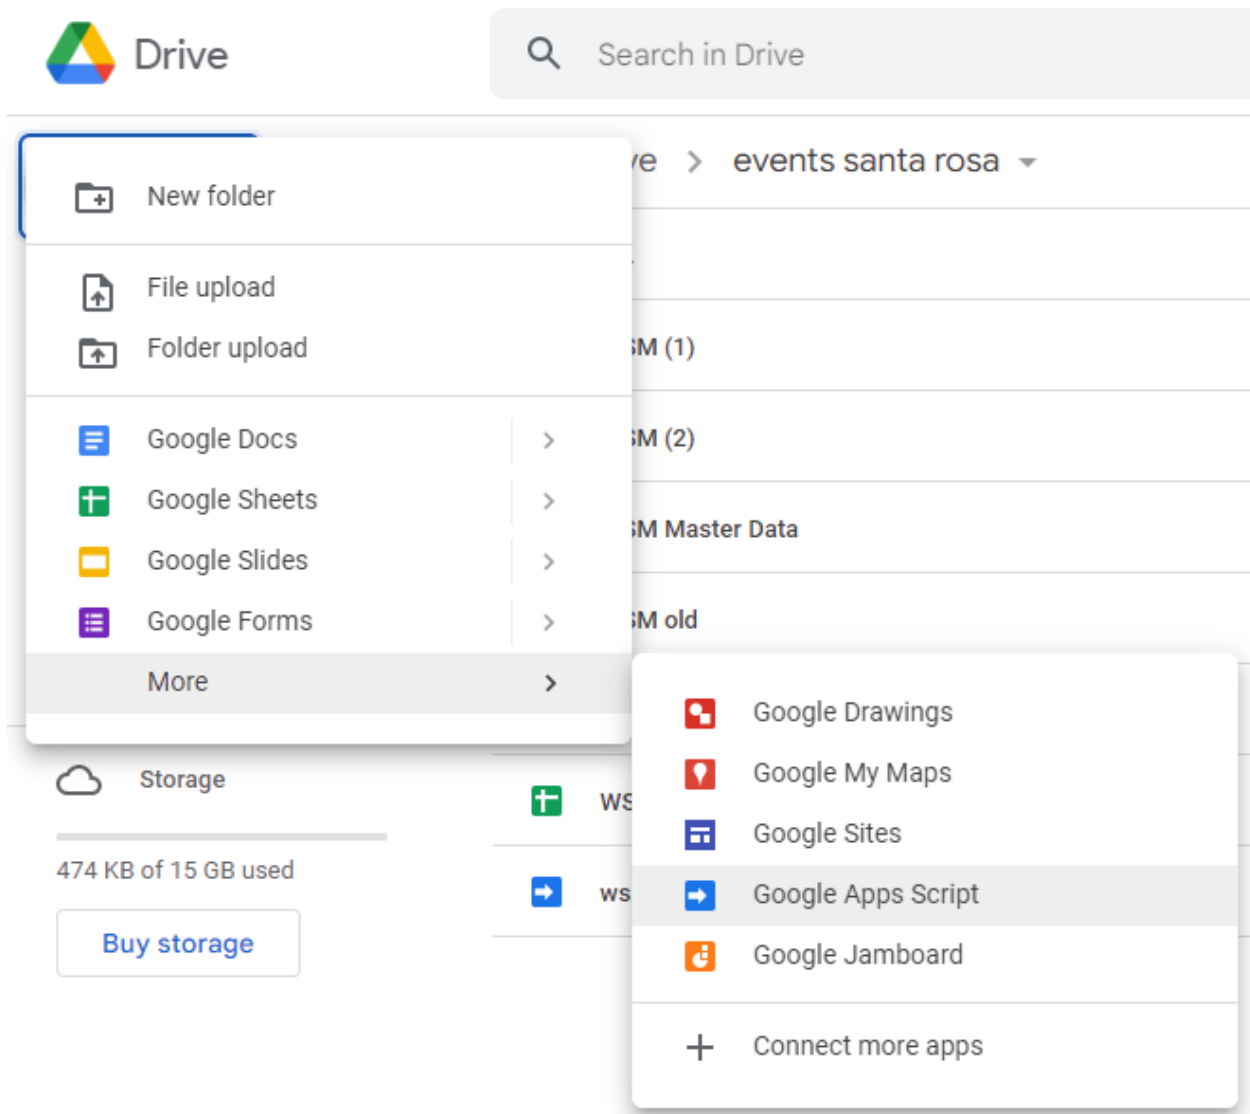 Drive
Search in Drive
events santa rosa
New folder
File upload
Folder upload
Google Docs
Google Sheets
Google Slides
Google Forms
More
(1)
(2)
Master Data
old
Google Drawings
Google My Maps
Google Sites
Google Apps Script
Google Jamboard
Connect more apps
Storage
474 KB of 15 GB used
Buy storage